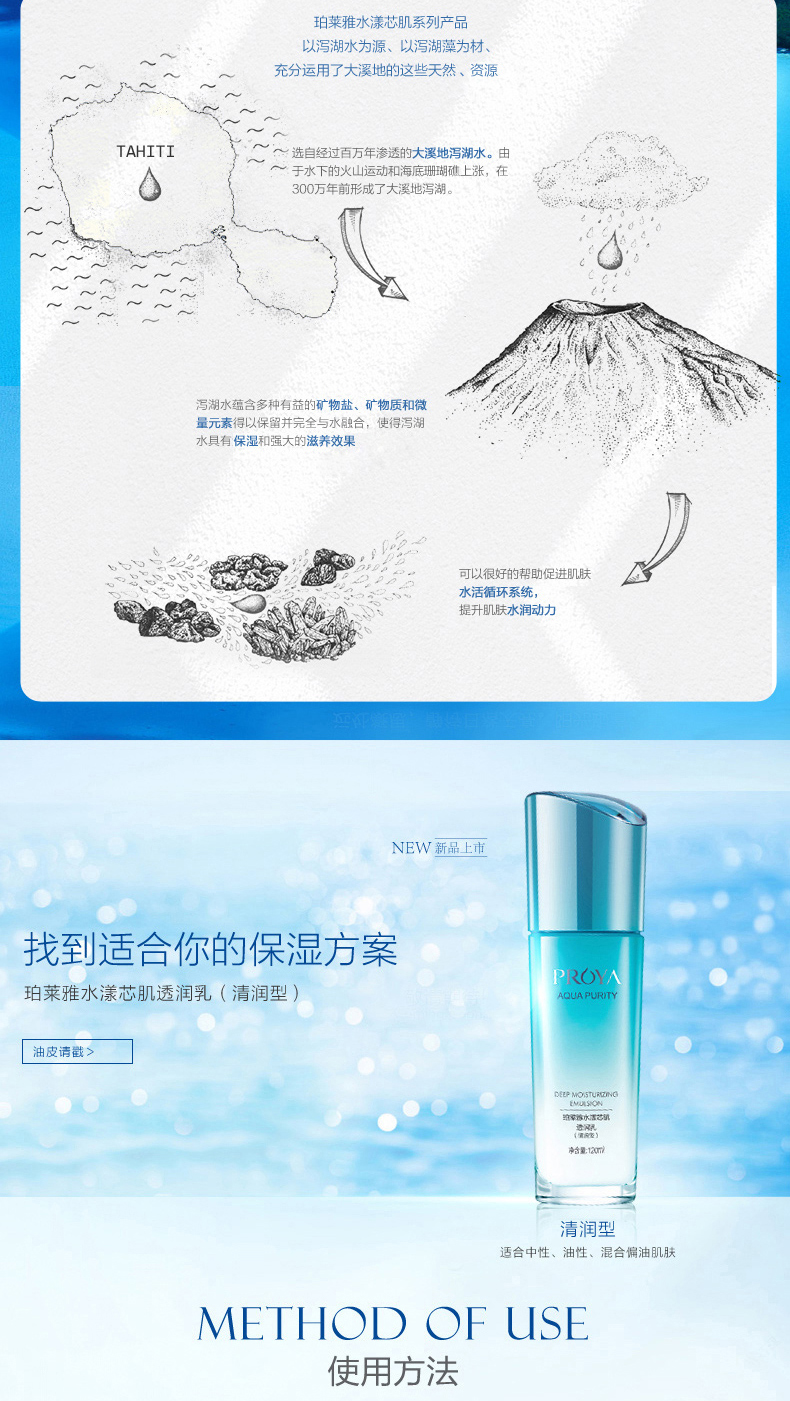 珀莱雅水漾芯肌系列产品
以泻湖水为源、以泻湖藻为材、
充分运用了大溪地的这些天然、资源
TAHITI
选自经过百万年渗透的大溪地泻湖水。由
于水下的火山运动和海底珊瑚礁上涨，在
300万年前形成了大溪地泻湖。
泻湖水蕴含多种有益的矿物盐、矿物质和微
量元素得以保留并完全与水融合，使得泻湖
水具有保湿和强大的滋养效果
可以很好的帮助促进肌肤
水活循环系统，
提升肌肤水润动力
NEW 新品上市
找到适合你的保湿方案
珀莱雅水漾芯肌透润乳（清润型）
油皮请戳>
PROYA
AQUA PURITY
DEEP MOISTURIZING
EMULSION
珀莱雅水漾芯肌
透润乳
（清润型）
净含量:120ml
清润型
适合中性、油性、混合偏油肌肤
METHOD OF USE
使用方法